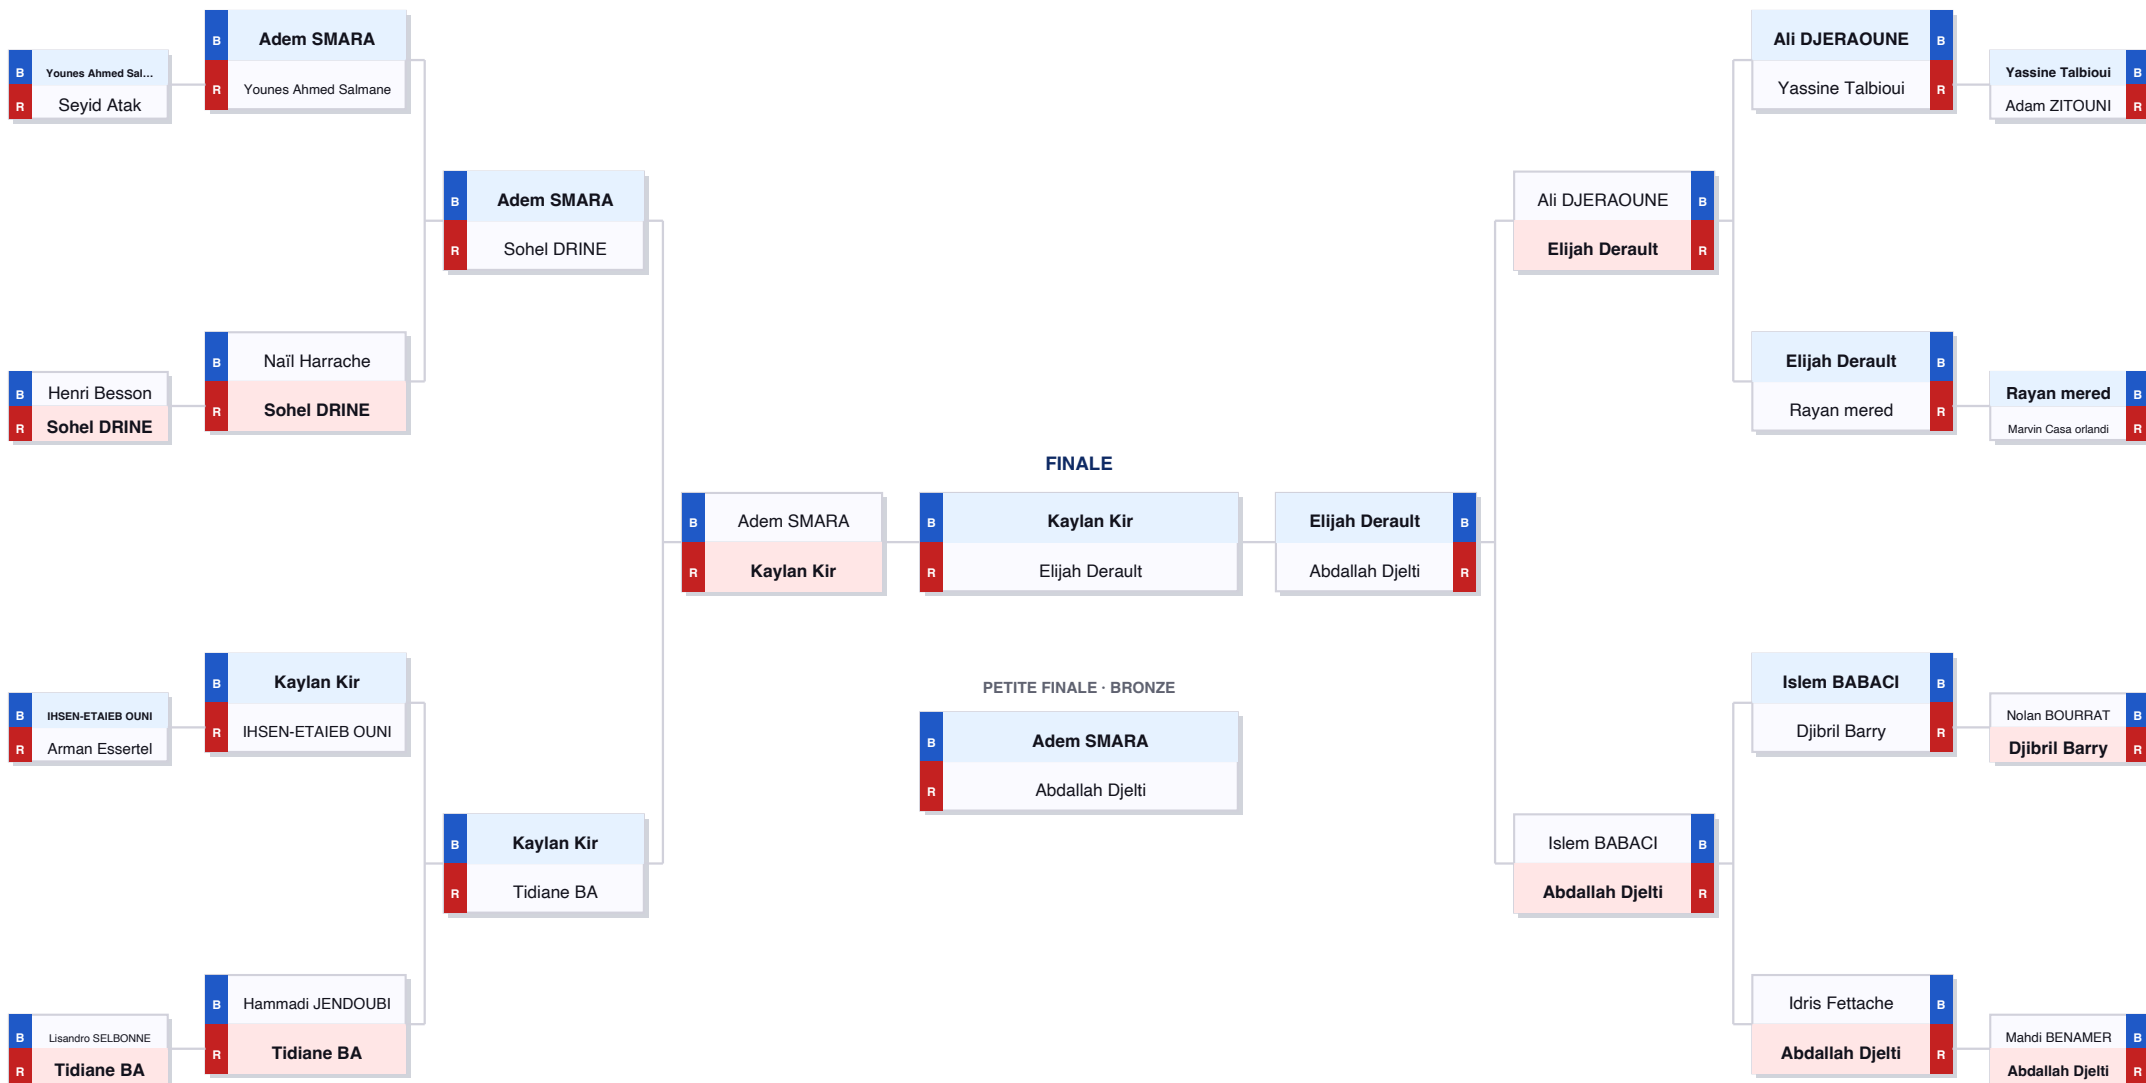 B Younes Ahmed Sal...
R Seyid Atak
B Henri Besson
R Sohel DRINE
B IHSEN-ETAIEB OUNI
R Arman Essertel
B Lisandro SELBONNE
R Tidiane BA
B Adem SMARA
R Younes Ahmed Salmane
B Naïl Harrache
R Sohel DRINE
B Kaylan Kir
R IHSEN-ETAIEB OUNI
B Hammadi JENDOUBI
R Tidiane BA
B Adem SMARA
R Sohel DRINE
B Kaylan Kir
R Tidiane BA
B Adem SMARA
R Kaylan Kir
FINALE
B Kaylan Kir
R Elijah Derault
PETITE FINALE · BRONZE
B Adem SMARA
R Abdallah Djelti
Elijah Derault B
Abdallah Djelti R
Ali DJERAOUNE B
Elijah Derault R
Islem BABACI B
Abdallah Djelti R
Ali DJERAOUNE B
Yassine Talbioui R
Elijah Derault B
Rayan mered R
Islem BABACI B
Djibril Barry R
Idris Fettache B
Abdallah Djelti R
Yassine Talbioui B
Adam ZITOUNI R
Rayan mered B
Marvin Casa orlandi R
Nolan BOURRAT B
Djibril Barry R
Mahdi BENAMER B
Abdallah Djelti R